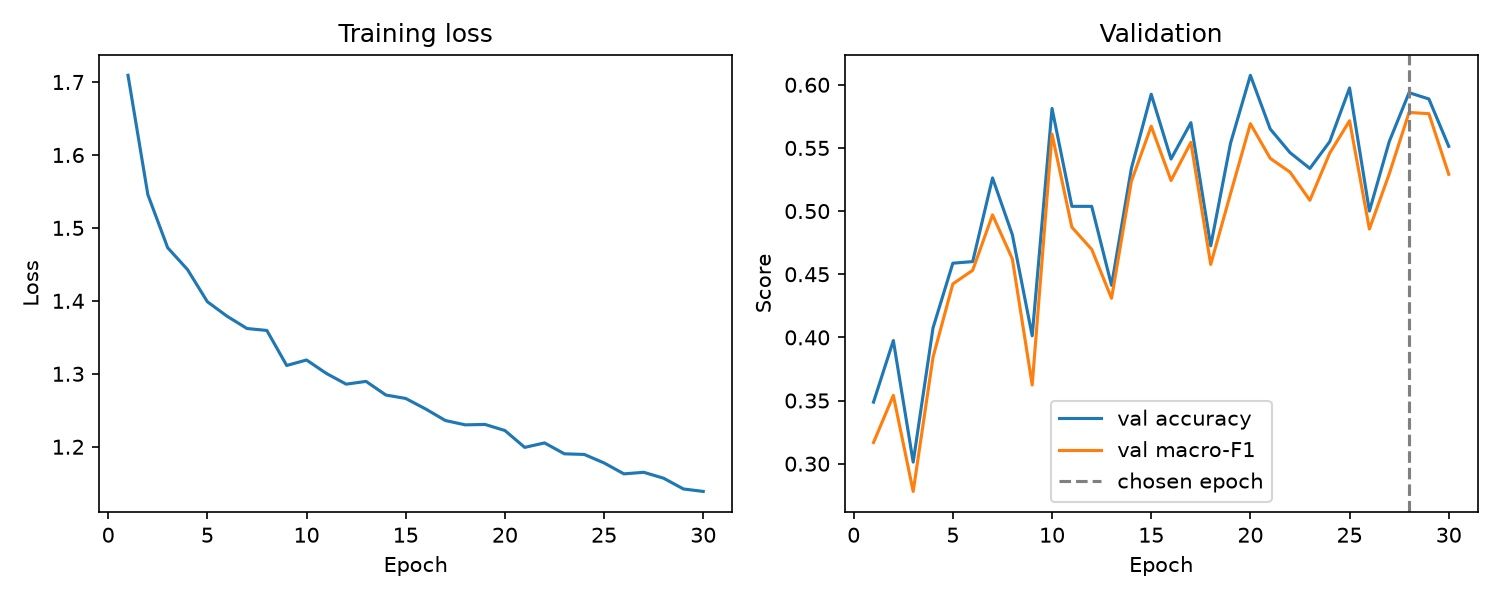 Training loss
Loss
1.7
1.6
1.5
1.4
1.3
1.2
0 5 10 15 20 25 30
Epoch
Validation
Score
0.60
0.55
0.50
0.45
0.40
0.35
0.30
val accuracy
val macro-F1
chosen epoch
0 5 10 15 20 25 30
Epoch